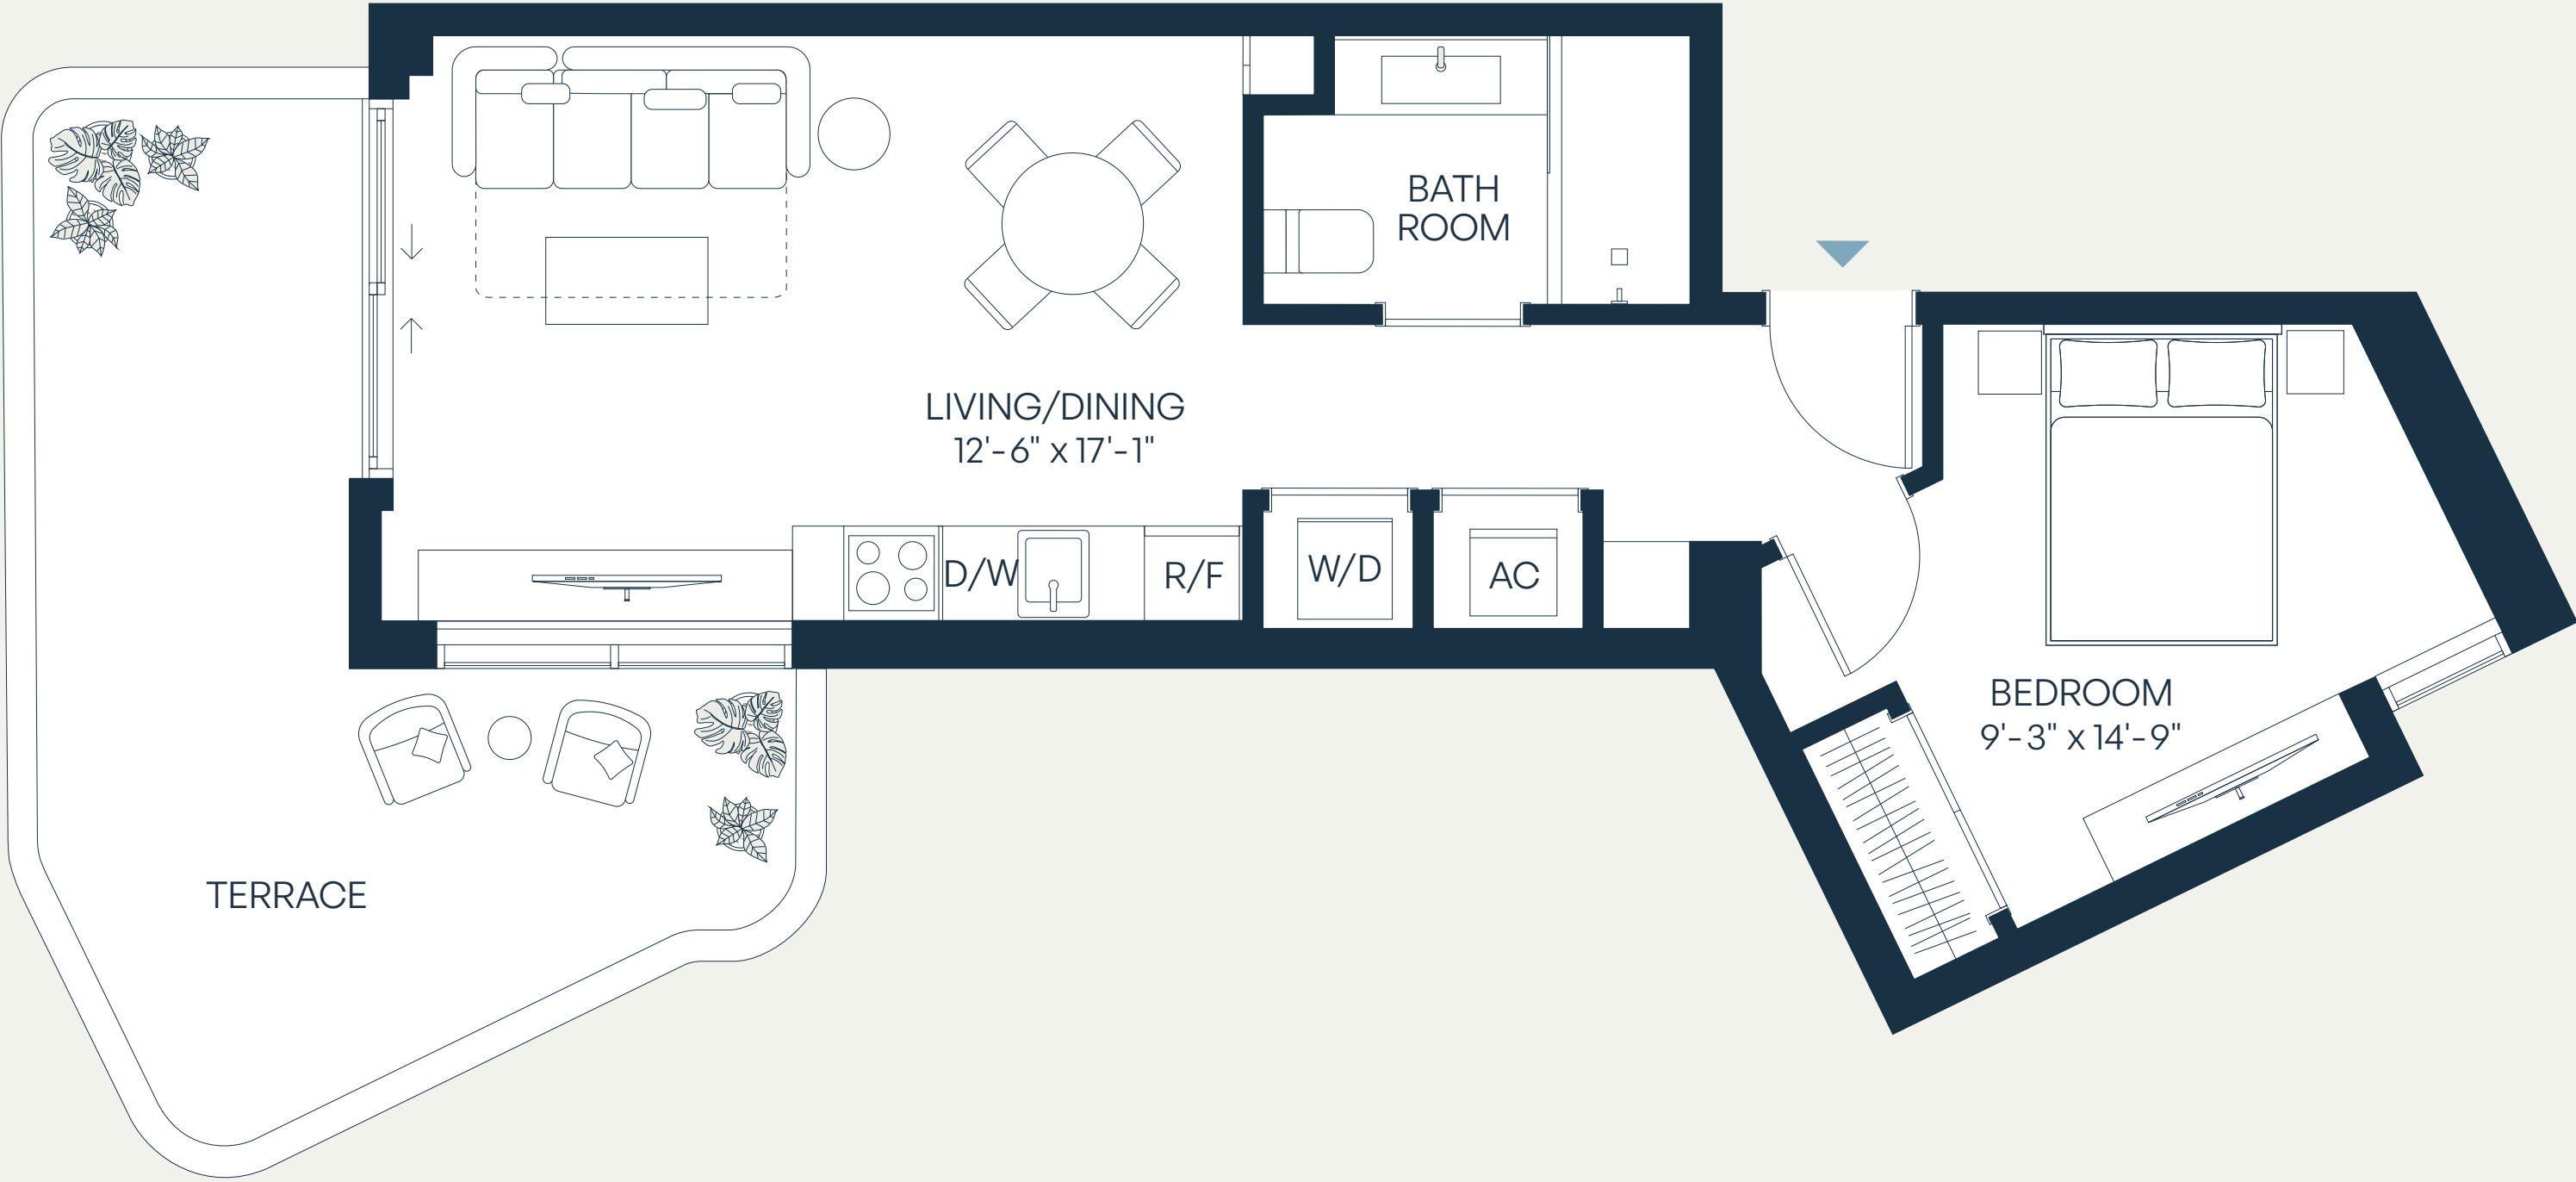 BATH
ROOM
LIVING/DINING
12'-6" x 17'-1"
D/W
R/F
W/D
AC
BEDROOM
9'-3" x 14'-9"
TERRACE